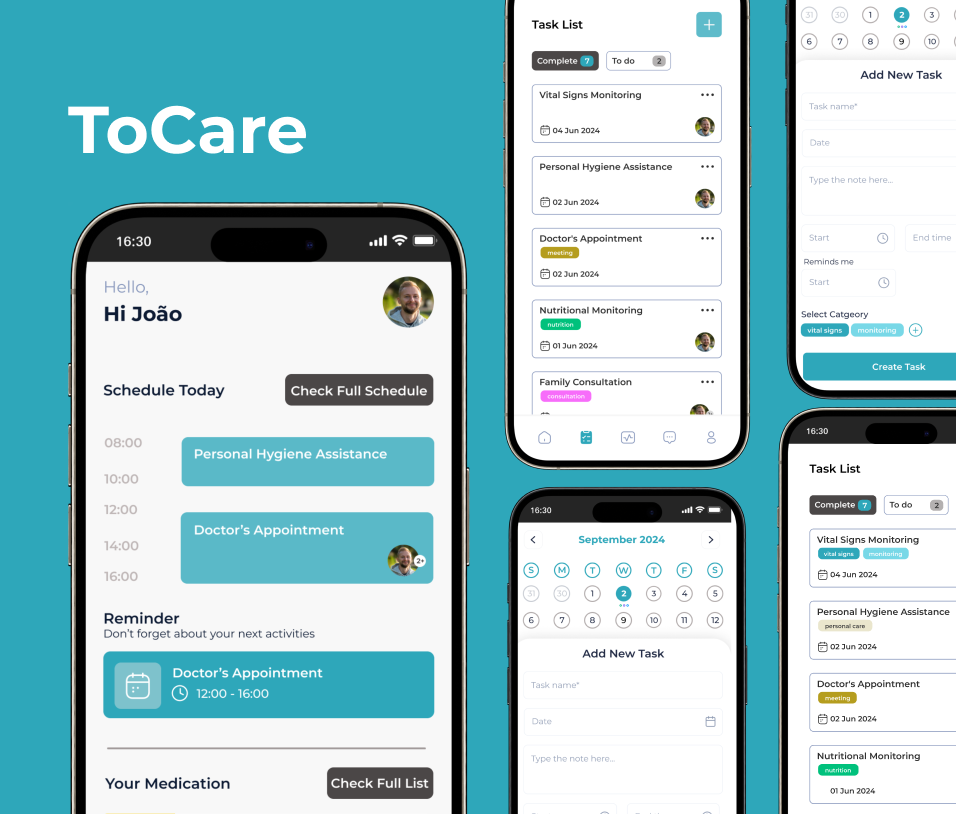 ToCare
16:30
Hello,
Hi João
Schedule Today
Check Full Schedule
08:00
10:00
12:00
14:00
16:00
Personal Hygiene Assistance
Doctor's Appointment
2+
Reminder
Don't forget about your next activities
Doctor's Appointment
12:00 - 16:00
Your Medication
Check Full List
Task List
+
Complete 7
To do 2
Vital Signs Monitoring
04 Jun 2024
Personal Hygiene Assistance
02 Jun 2024
Doctor's Appointment
meeting
02 Jun 2024
Nutritional Monitoring
nutrition
01 Jun 2024
Family Consultation
consultation
16:30
September 2024
S M T W T F S
31 30 1 2 3 4 5
6 7 8 9 10 11 12
Add New Task
Task name*
Date
Type the note here...
31 30 1 2 3
6 7 8 9 10
Add New Task
Task name*
Date
Type the note here...
Start
End time
Reminds me
Start
Select Catgeory
vital signs
monitoring
Create Task
16:30
Task List
Complete 7
To do 2
Vital Signs Monitoring
vital signs
monitoring
04 Jun 2024
Personal Hygiene Assistance
personal care
02 Jun 2024
Doctor's Appointment
meeting
02 Jun 2024
Nutritional Monitoring
nutrition
01 Jun 2024